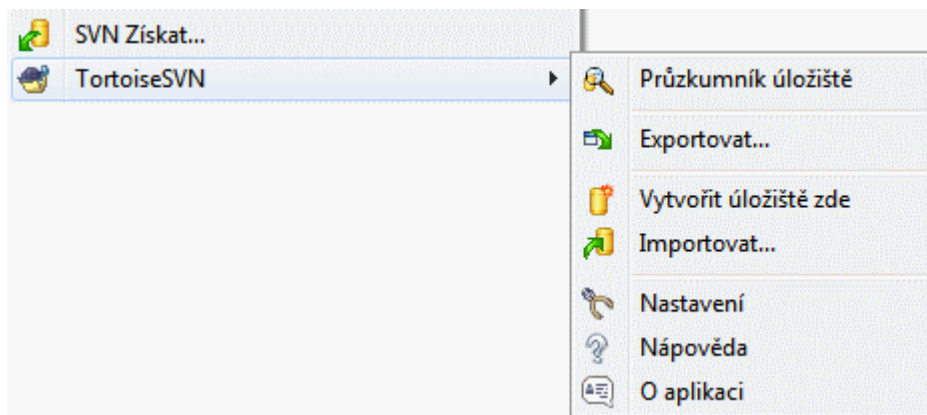 SVN Získat...
TortoiseSVN
Průzkumník úložiště
Exportovat...
Vytvořit úložiště zde
Importovat...
Nastavení
Nápověda
O aplikaci